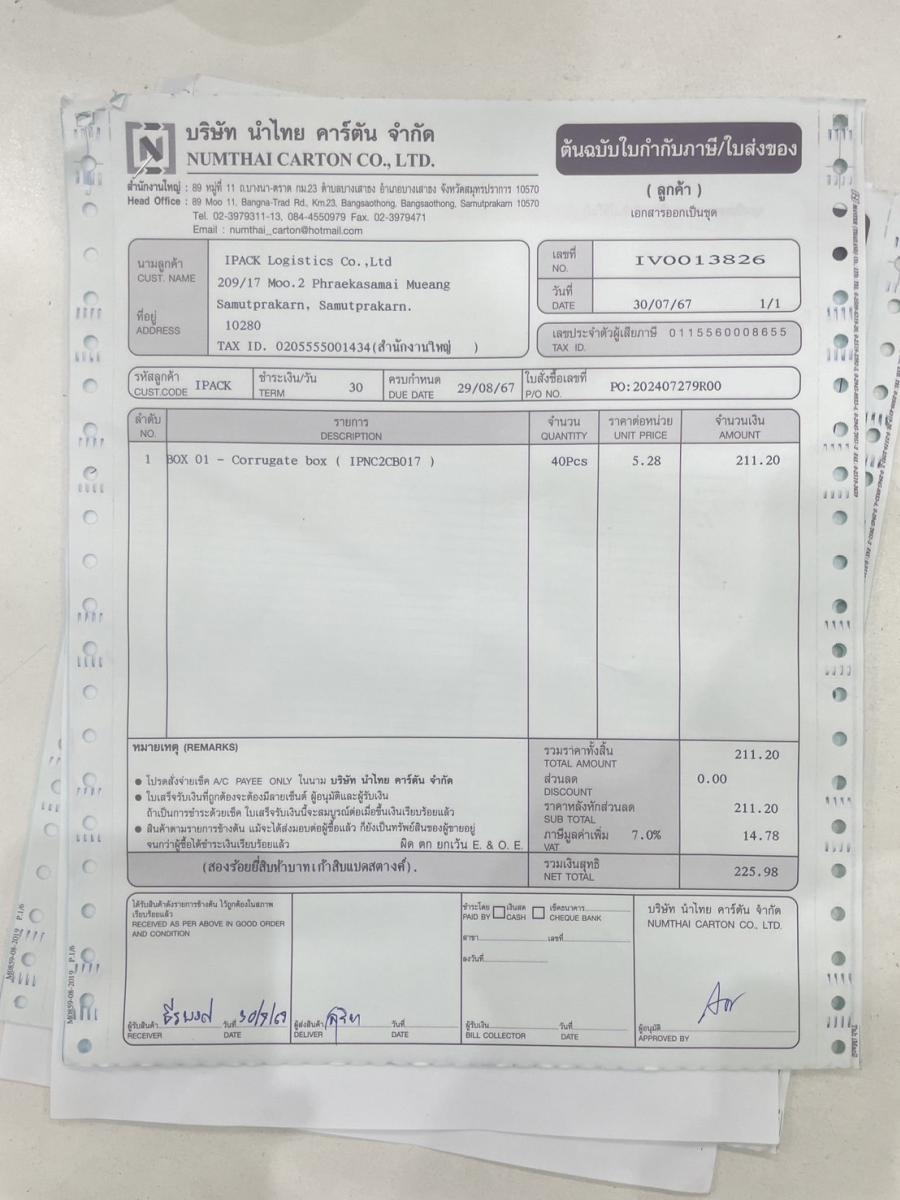 บริษัท นำไทย คาร์ตัน จำกัด
NUMTHAI CARTON CO., LTD.
ต้นฉบับใบกำกับภาษี/ใบส่งของ
( ลูกค้า )
เอกสารออกเป็นชุด
สำนักงานใหญ่ : 89 หมู่ที่ 11 ถ.บางนา-ตราด กม.23 ตำบลบางเสาธง อำเภอบางเสาธง จังหวัดสมุทรปราการ 10570
Head Office : 89 Moo 11, Bangna-Trad Rd., Km.23, Bangsaothong, Bangsaothong, Samutprakarn 10570
Tel. 02-3979311-13, 084-4550979 Fax. 02-3979471
Email : numthai_carton@hotmail.com
นามลูกค้า IPACK Logistics Co.,Ltd
CUST. NAME
209/17 Moo.2 Phraekasamai Mueang
Samutprakarn, Samutprakarn.
ที่อยู่ 10280
ADDRESS
TAX ID. 0205555001434(สำนักงานใหญ่ )
เลขที่ IV0013826
NO.
วันที่ 30/07/67 1/1
DATE
เลขประจำตัวผู้เสียภาษี 0115560008655
TAX ID.
รหัสลูกค้า IPACK ชำระเงิน/วัน 30 ครบกำหนด 29/08/67 ใบสั่งซื้อเลขที่ PO:202407279R00
CUST.CODE TERM DUE DATE P/O NO.
ลำดับ รายการ จำนวน ราคาต่อหน่วย จำนวนเงิน
NO. DESCRIPTION QUANTITY UNIT PRICE AMOUNT
1 BOX 01 - Corrugate box ( IPNC2CB017 ) 40Pcs 5.28 211.20
หมายเหตุ (REMARKS)
● โปรดสั่งจ่ายเช็ค A/C PAYEE ONLY ในนาม บริษัท นำไทย คาร์ตัน จำกัด
● ใบเสร็จรับเงินที่ถูกต้องจะต้องมีลายเซ็นต์ ผู้อนุมัติและผู้รับเงิน
ถ้าเป็นการชำระด้วยเช็ค ใบเสร็จรับเงินนี้จะสมบูรณ์ต่อเมื่อขึ้นเงินเรียบร้อยแล้ว
● สินค้าตามรายการข้างต้น แม้จะได้ส่งมอบต่อผู้ซื้อแล้ว ก็ยังเป็นทรัพย์สินของผู้ขายอยู่
จนกว่าผู้ซื้อได้ชำระเงินเรียบร้อยแล้ว ผิด ตก ยกเว้น E. & O. E.
รวมราคาทั้งสิ้น 211.20
TOTAL AMOUNT
ส่วนลด 0.00
DISCOUNT
ราคาหลังหักส่วนลด 211.20
SUB TOTAL
ภาษีมูลค่าเพิ่ม 7.0% 14.78
VAT
(สองร้อยยี่สิบห้าบาทเก้าสิบแปดสตางค์).
รวมเงินสุทธิ 225.98
NET TOTAL
ได้รับสินค้าดังรายการข้างต้น ไว้ถูกต้องในสภาพ
เรียบร้อยแล้ว
RECEIVED AS PER ABOVE IN GOOD ORDER
AND CONDITION
ผู้รับสินค้า ธีรพงศ์ วันที่ 30/7/67
RECEIVER DATE
ผู้ส่งสินค้า วันที่
DELIVER DATE
ชำระโดย เงินสด เช็คธนาคาร
PAID BY CASH CHEQUE BANK
สาขา เลขที่
ลงวันที่
ผู้รับเงิน วันที่
BILL COLLECTOR DATE
บริษัท นำไทย คาร์ตัน จำกัด
NUMTHAI CARTON CO., LTD.
ผู้อนุมัติ
APPROVED BY
M0859-08-2019 P.1/6
M0859-08-2019 P.1/6